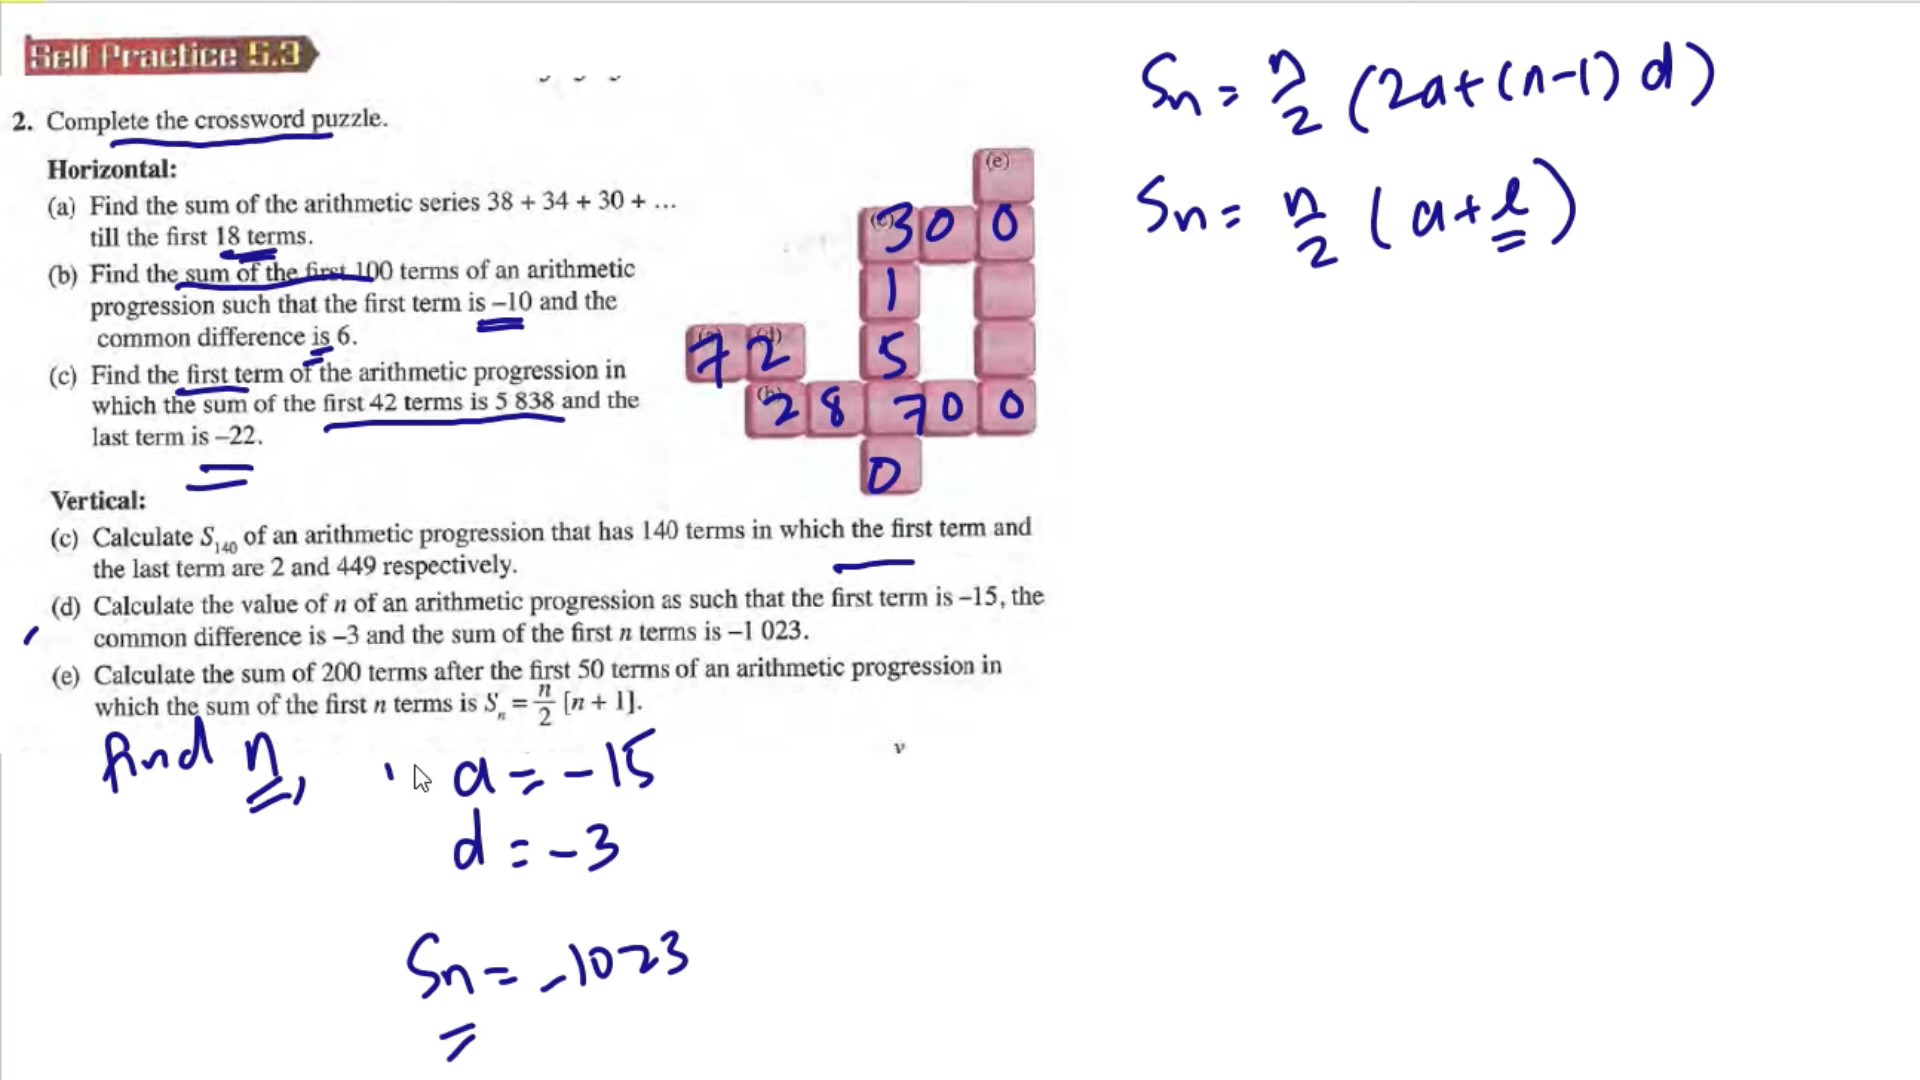 Self Practice 5.3
2. Complete the crossword puzzle.
Horizontal:
(a) Find the sum of the arithmetic series 38 + 34 + 30 + ...
till the first 18 terms.
(b) Find the sum of the first 100 terms of an arithmetic
progression such that the first term is –10 and the
common difference is 6.
(c) Find the first term of the arithmetic progression in
which the sum of the first 42 terms is 5 838 and the
last term is –22.
Vertical:
(c) Calculate S₁₄₀ of an arithmetic progression that has 140 terms in which the first term and
the last term are 2 and 449 respectively.
(d) Calculate the value of n of an arithmetic progression as such that the first term is –15, the
common difference is –3 and the sum of the first n terms is –1 023.
(e) Calculate the sum of 200 terms after the first 50 terms of an arithmetic progression in
which the sum of the first n terms is Sₙ = n/2 [n + 1].
(e)
(c) 3 0 0
1
7 (d) 2 5
(b) 2 8 7 0 0
0
Sn = n/2 (2a+(n-1) d)
Sn = n/2 (a+l)
find n,
a = -15
d = -3
Sn = -1023
v